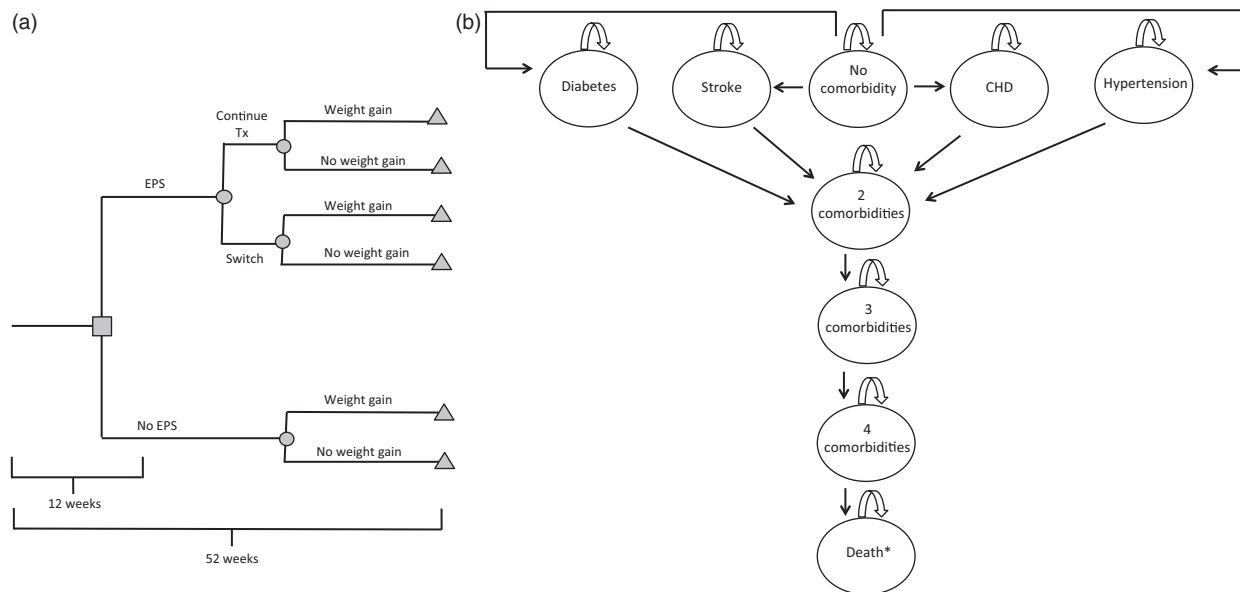 (a)
Continue
Tx
Weight gain
No weight gain
EPS
Weight gain
Switch
No weight gain
Weight gain
No EPS
No weight gain
12 weeks
52 weeks
(b)
Diabetes
Stroke
No
comorbidity
CHD
Hypertension
2
comorbidities
3
comorbidities
4
comorbidities
Death*